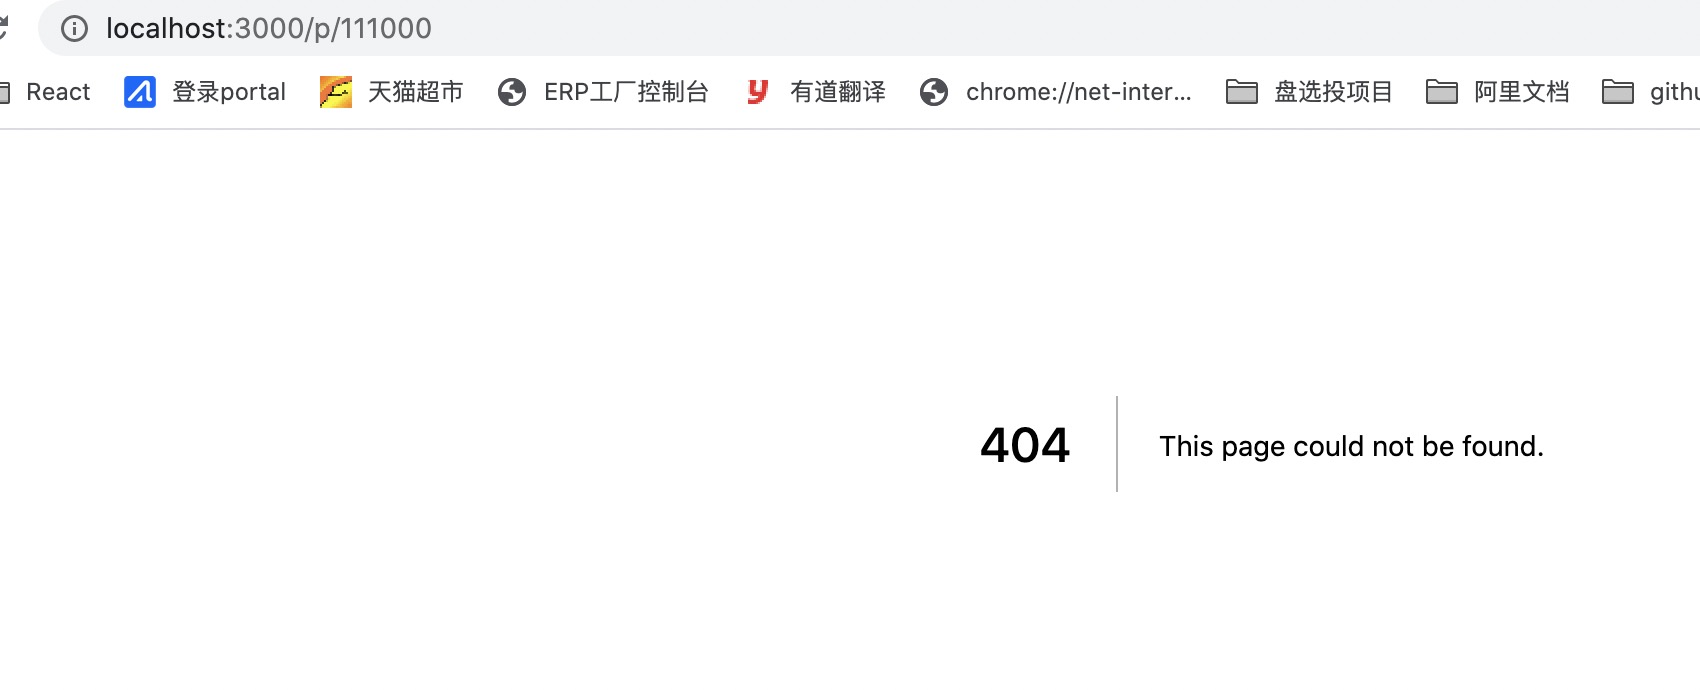 localhost:3000/p/111000
React 登录portal 天猫超市 ERP工厂控制台 有道翻译 chrome://net-inter... 盘选投项目 阿里文档 githu
404 This page could not be found.